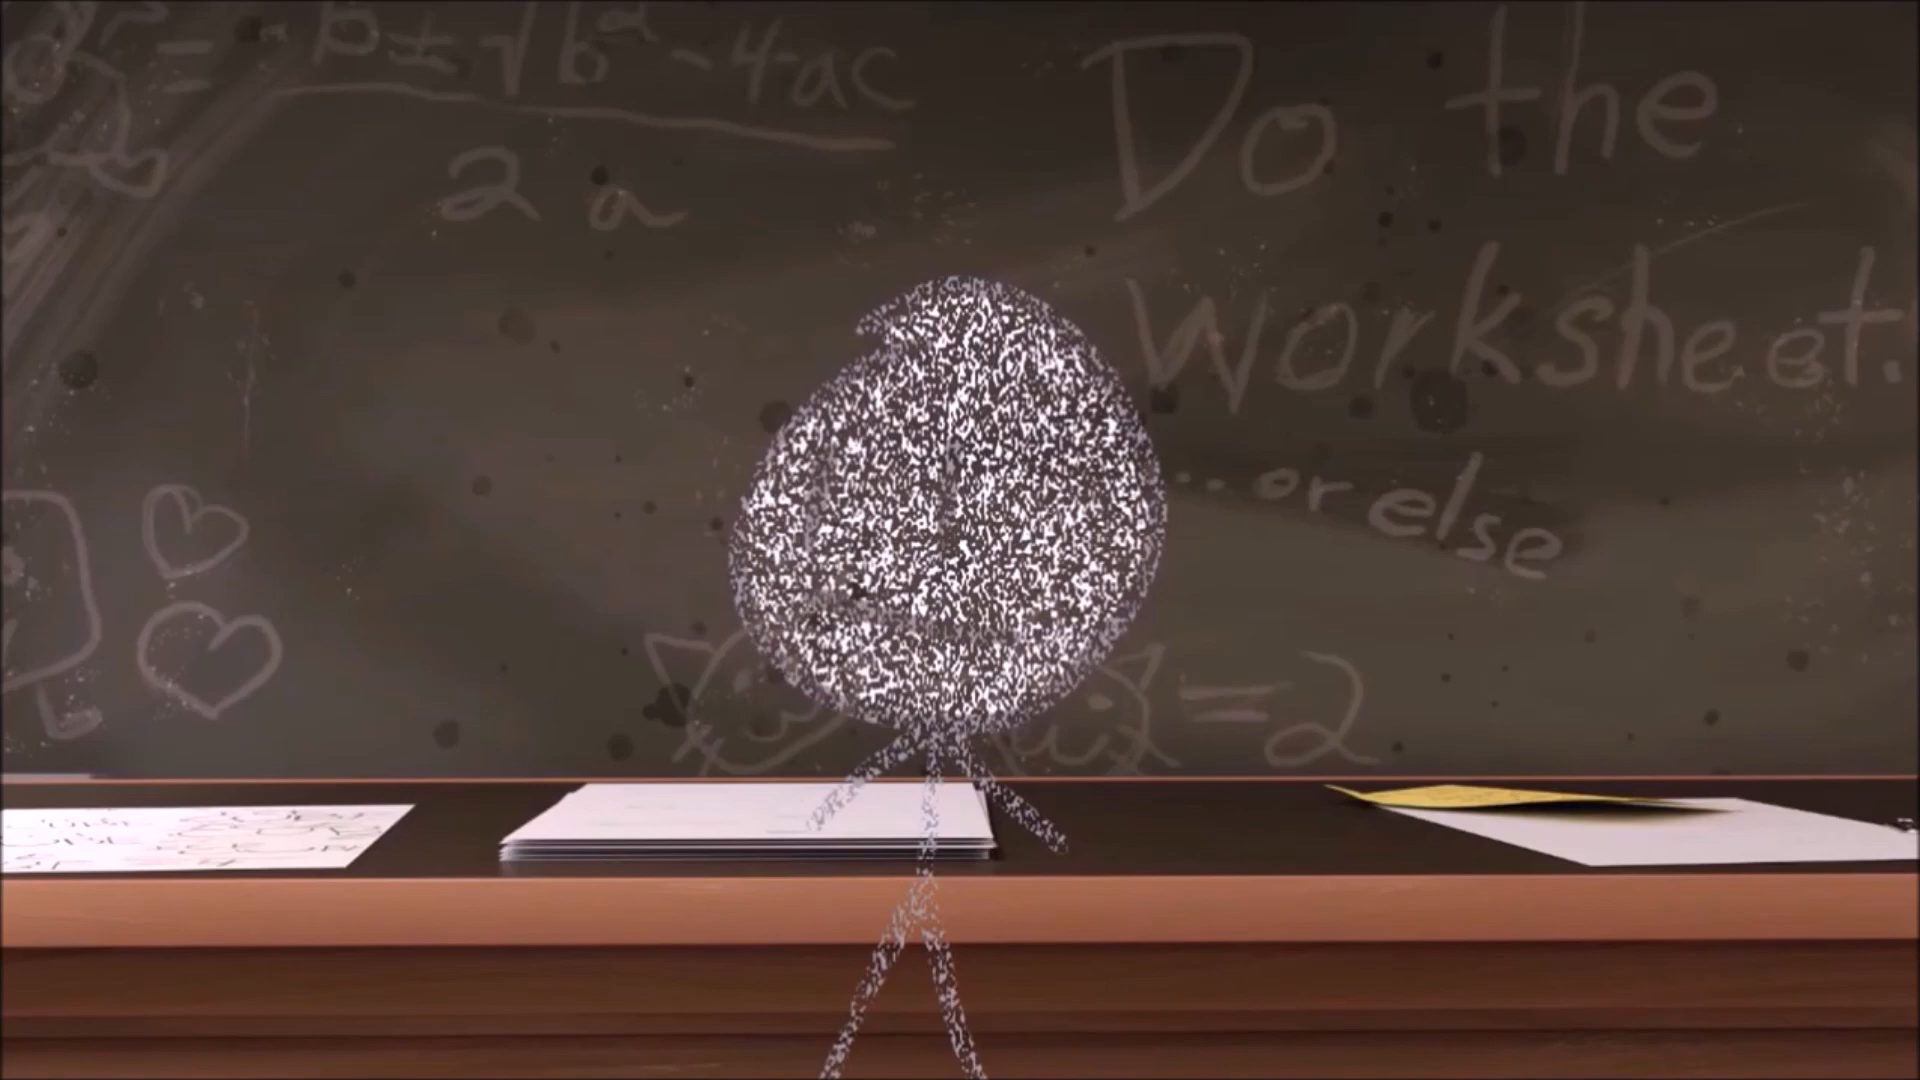 = b±√b²-4ac
2a
Do the
Worksheet.
...or else
=2